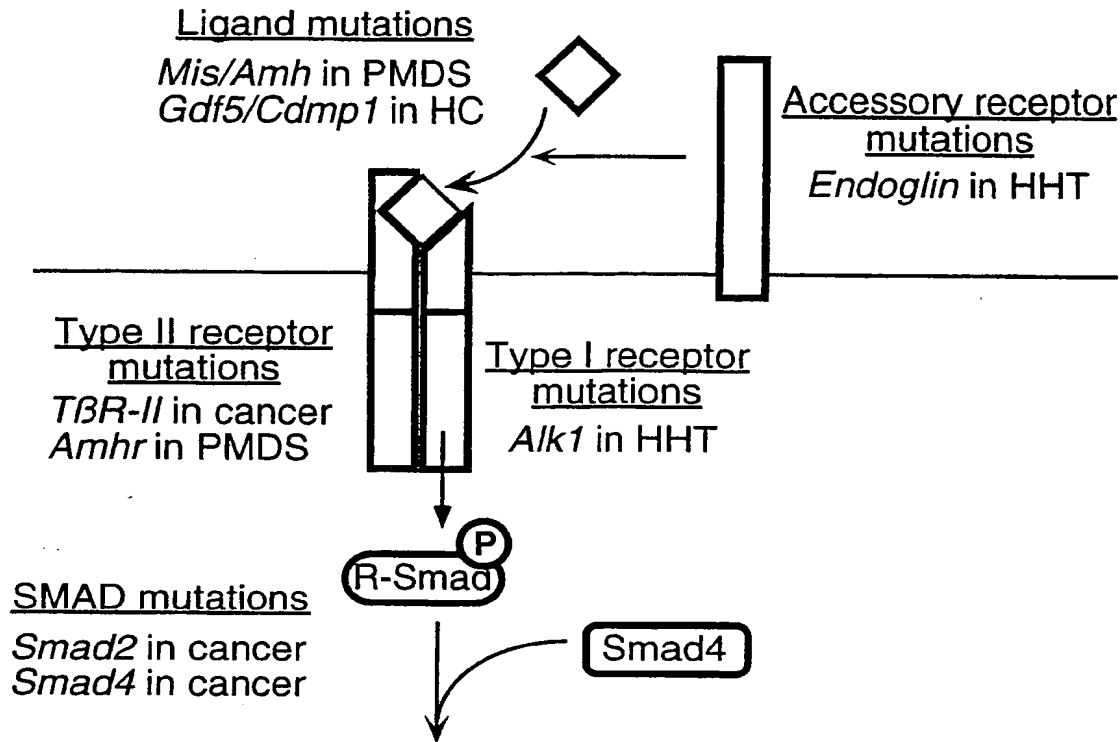 Ligand mutations
Mis/Amh in PMDS
Gdf5/Cdmp1 in HC
Accessory receptor
mutations
Endoglin in HHT
Type II receptor
mutations
TßR-II in cancer
Amhr in PMDS
Type I receptor
mutations
Alk1 in HHT
P
R-Smad
SMAD mutations
Smad2 in cancer
Smad4 in cancer
Smad4